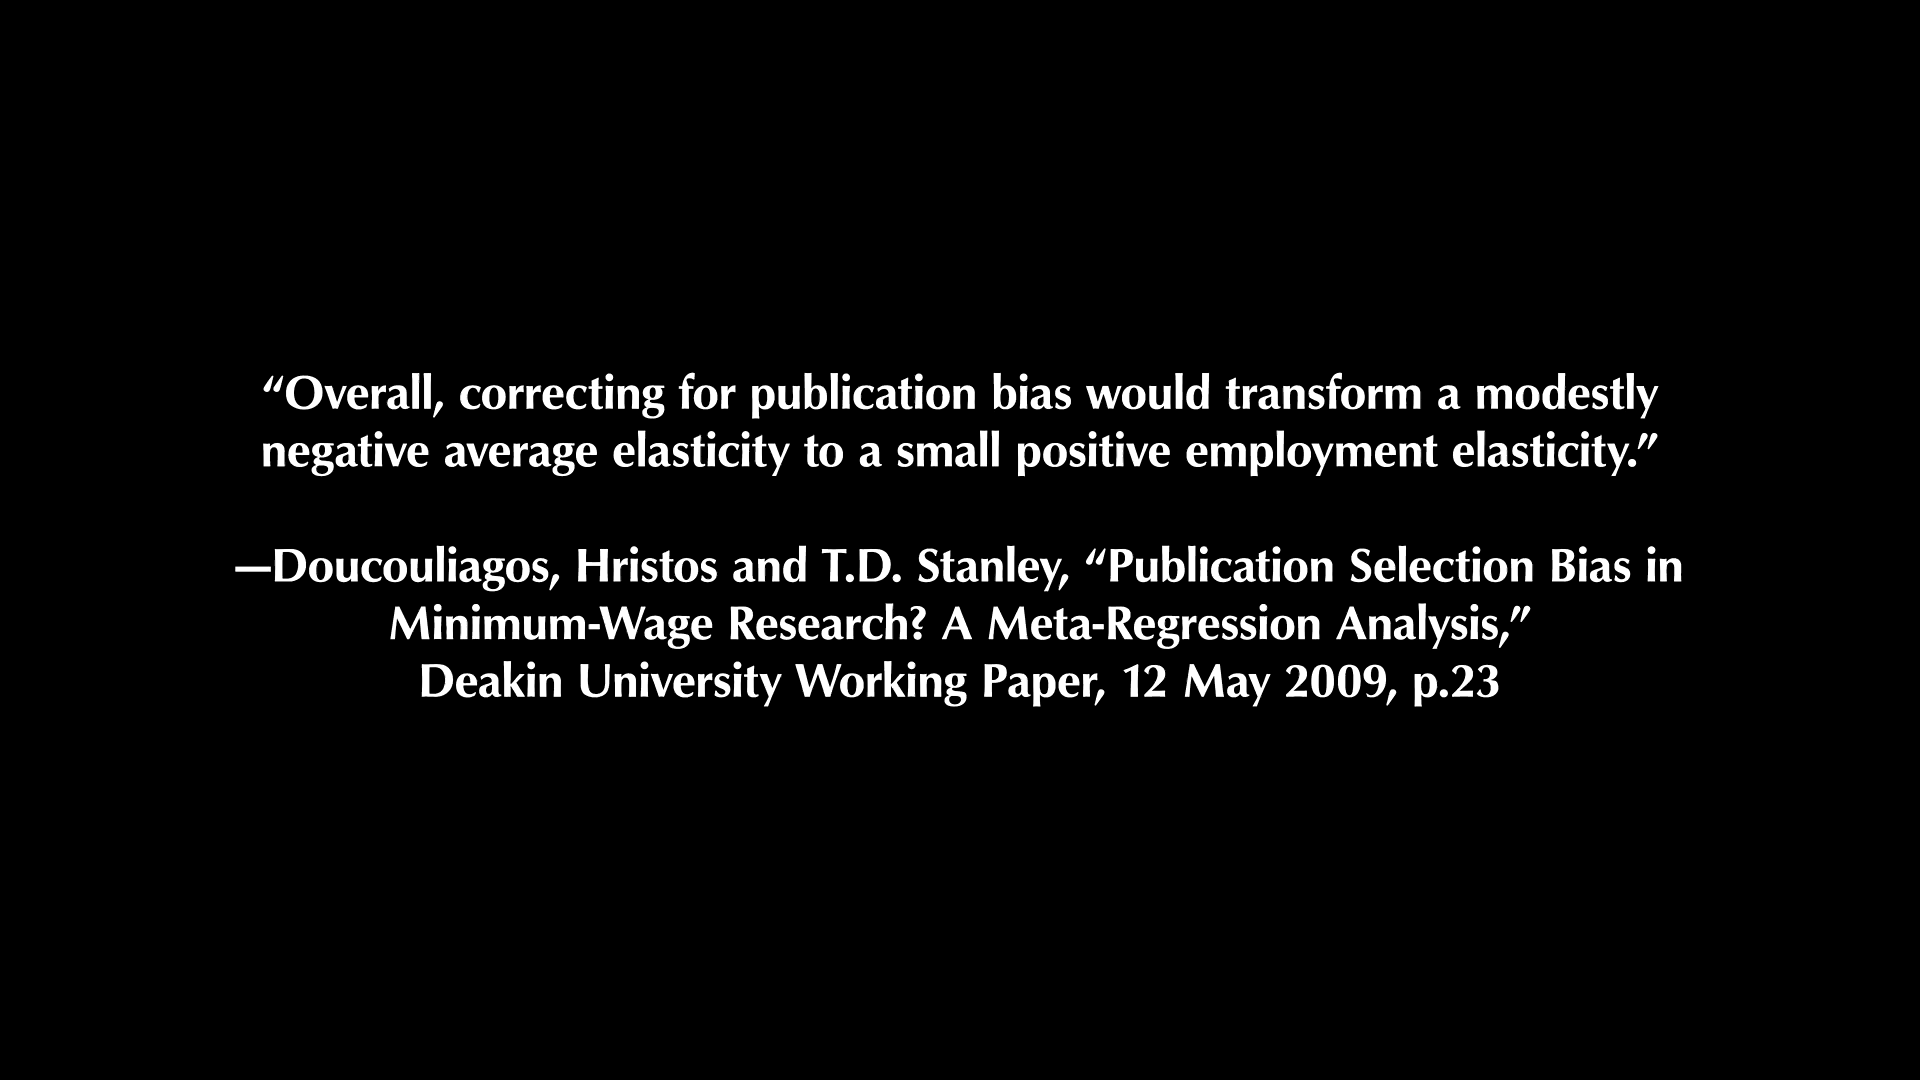 “Overall, correcting for publication bias would transform a modestly
negative average elasticity to a small positive employment elasticity.”
—Doucouliagos, Hristos and T.D. Stanley, “Publication Selection Bias in
Minimum-Wage Research? A Meta-Regression Analysis,”
Deakin University Working Paper, 12 May 2009, p.23